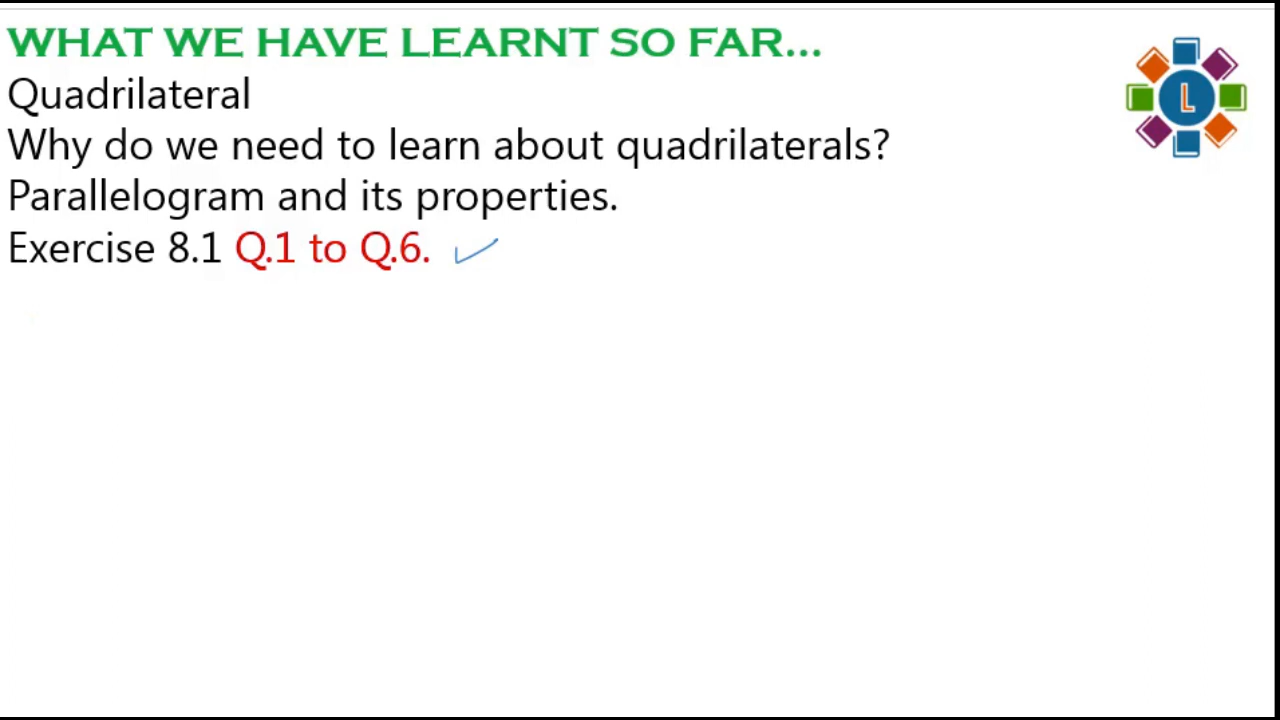 WHAT WE HAVE LEARNT SO FAR...
Quadrilateral
Why do we need to learn about quadrilaterals?
Parallelogram and its properties.
Exercise 8.1 Q.1 to Q.6.
L